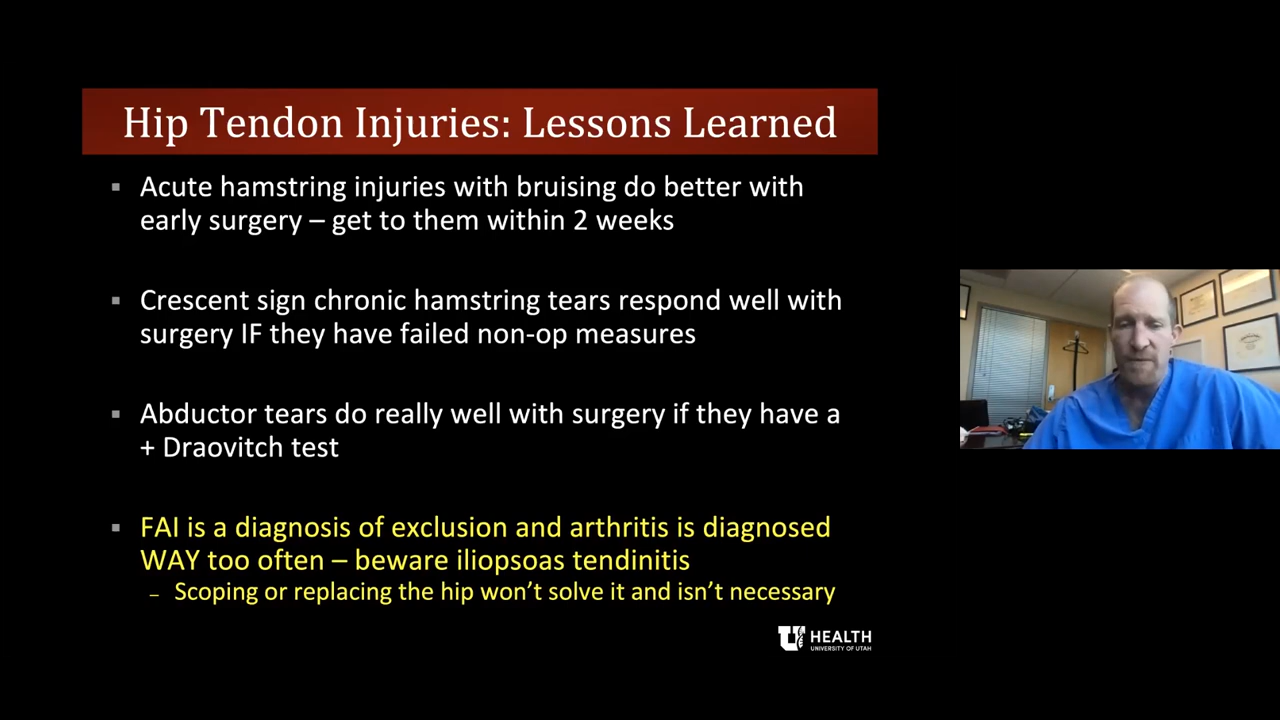 Hip Tendon Injuries: Lessons Learned
▪ Acute hamstring injuries with bruising do better with
early surgery – get to them within 2 weeks
▪ Crescent sign chronic hamstring tears respond well with
surgery IF they have failed non-op measures
▪ Abductor tears do really well with surgery if they have a
+ Draovitch test
▪ FAI is a diagnosis of exclusion and arthritis is diagnosed
WAY too often – beware iliopsoas tendinitis
– Scoping or replacing the hip won’t solve it and isn’t necessary
U HEALTH
UNIVERSITY OF UTAH